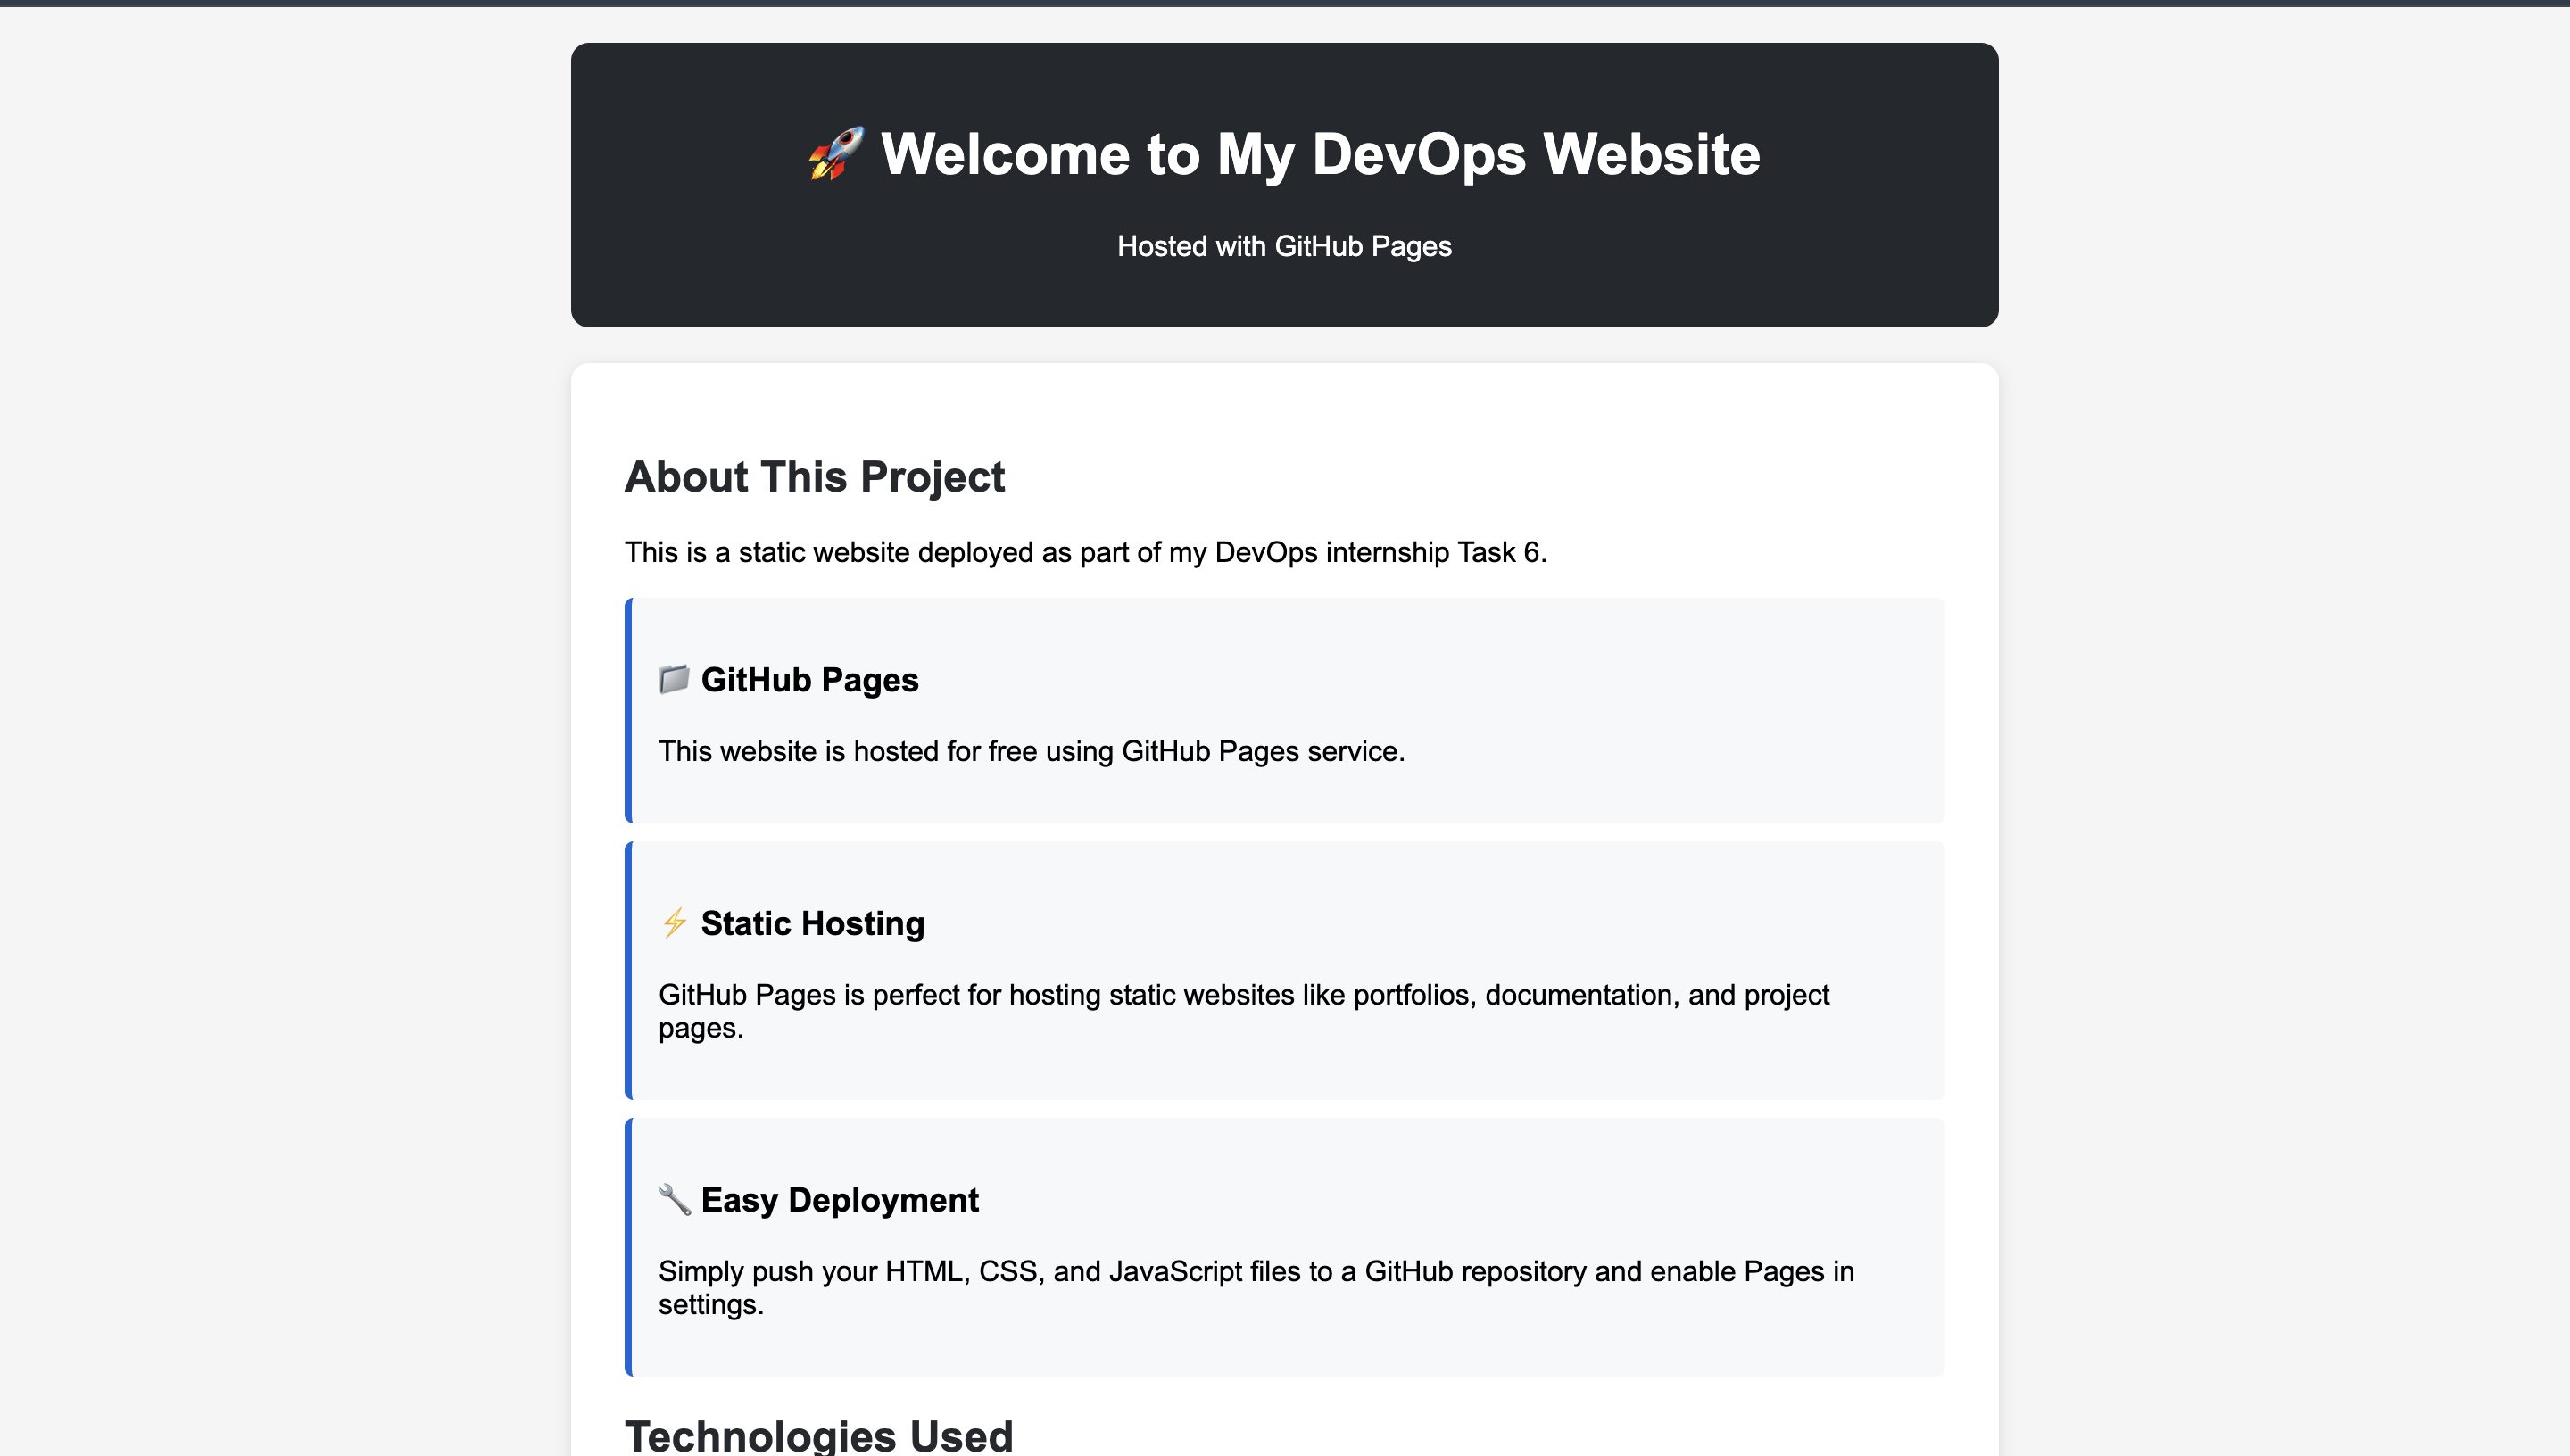 🚀 Welcome to My DevOps Website
Hosted with GitHub Pages
About This Project
This is a static website deployed as part of my DevOps internship Task 6.
📁 GitHub Pages
This website is hosted for free using GitHub Pages service.
⚡ Static Hosting
GitHub Pages is perfect for hosting static websites like portfolios, documentation, and project
pages.
🔧 Easy Deployment
Simply push your HTML, CSS, and JavaScript files to a GitHub repository and enable Pages in
settings.
Technologies Used